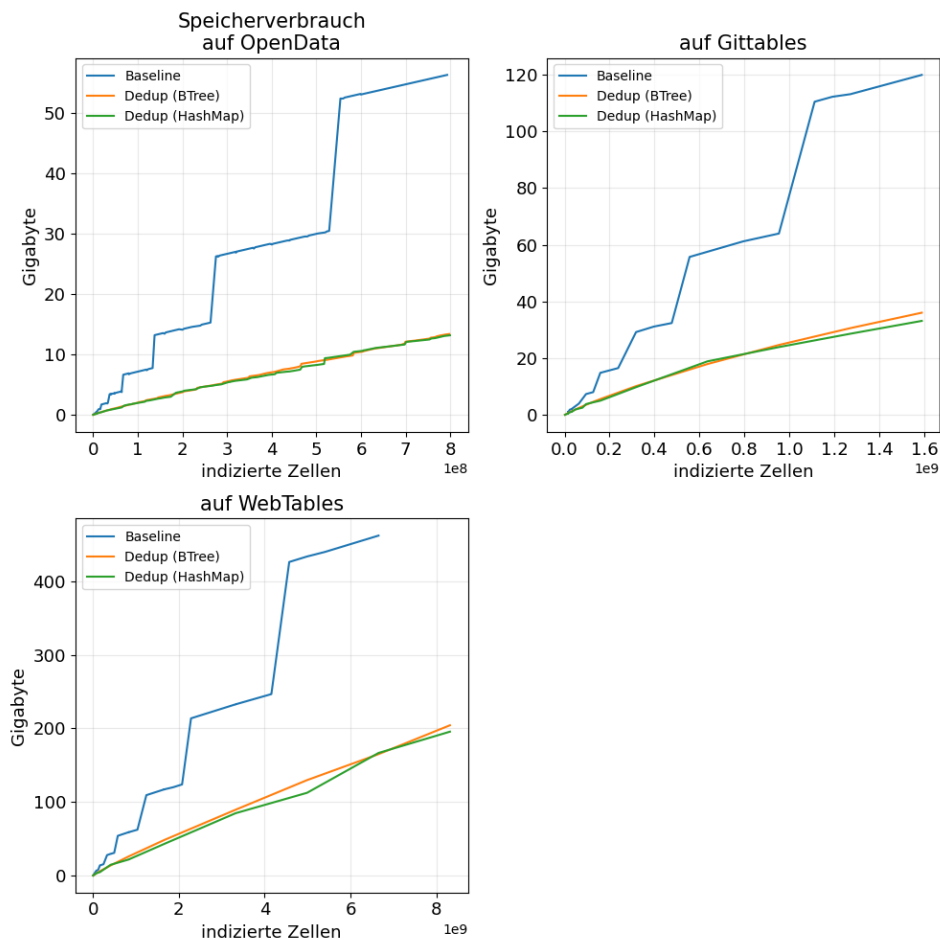 Speicherverbrauch
auf OpenData
Baseline
Dedup (BTree)
Dedup (HashMap)
Gigabyte
50
40
30
20
10
0
0 1 2 3 4 5 6 7 8
1e8
indizierte Zellen
auf Gittables
Baseline
Dedup (BTree)
Dedup (HashMap)
Gigabyte
120
100
80
60
40
20
0
0.0 0.2 0.4 0.6 0.8 1.0 1.2 1.4 1.6
1e9
indizierte Zellen
auf WebTables
Baseline
Dedup (BTree)
Dedup (HashMap)
Gigabyte
400
300
200
100
0
0 2 4 6 8
1e9
indizierte Zellen